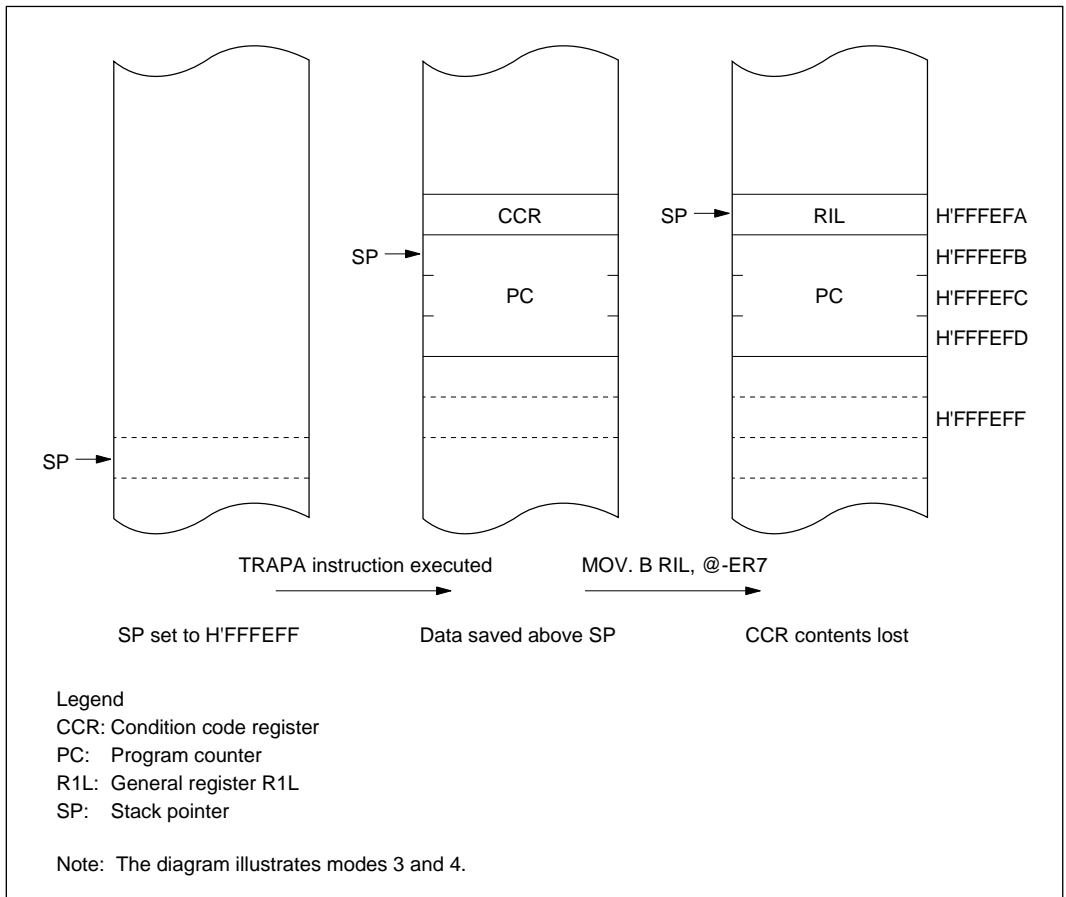 CCR
SP
RIL
H'FFFEFA
SP
H'FFFEFB
PC
PC
H'FFFEFC
H'FFFEFD
H'FFFEFF
SP
TRAPA instruction executed
MOV. B RIL, @-ER7
SP set to H'FFFEFF
Data saved above SP
CCR contents lost
Legend
CCR: Condition code register
PC: Program counter
R1L: General register R1L
SP: Stack pointer
Note: The diagram illustrates modes 3 and 4.